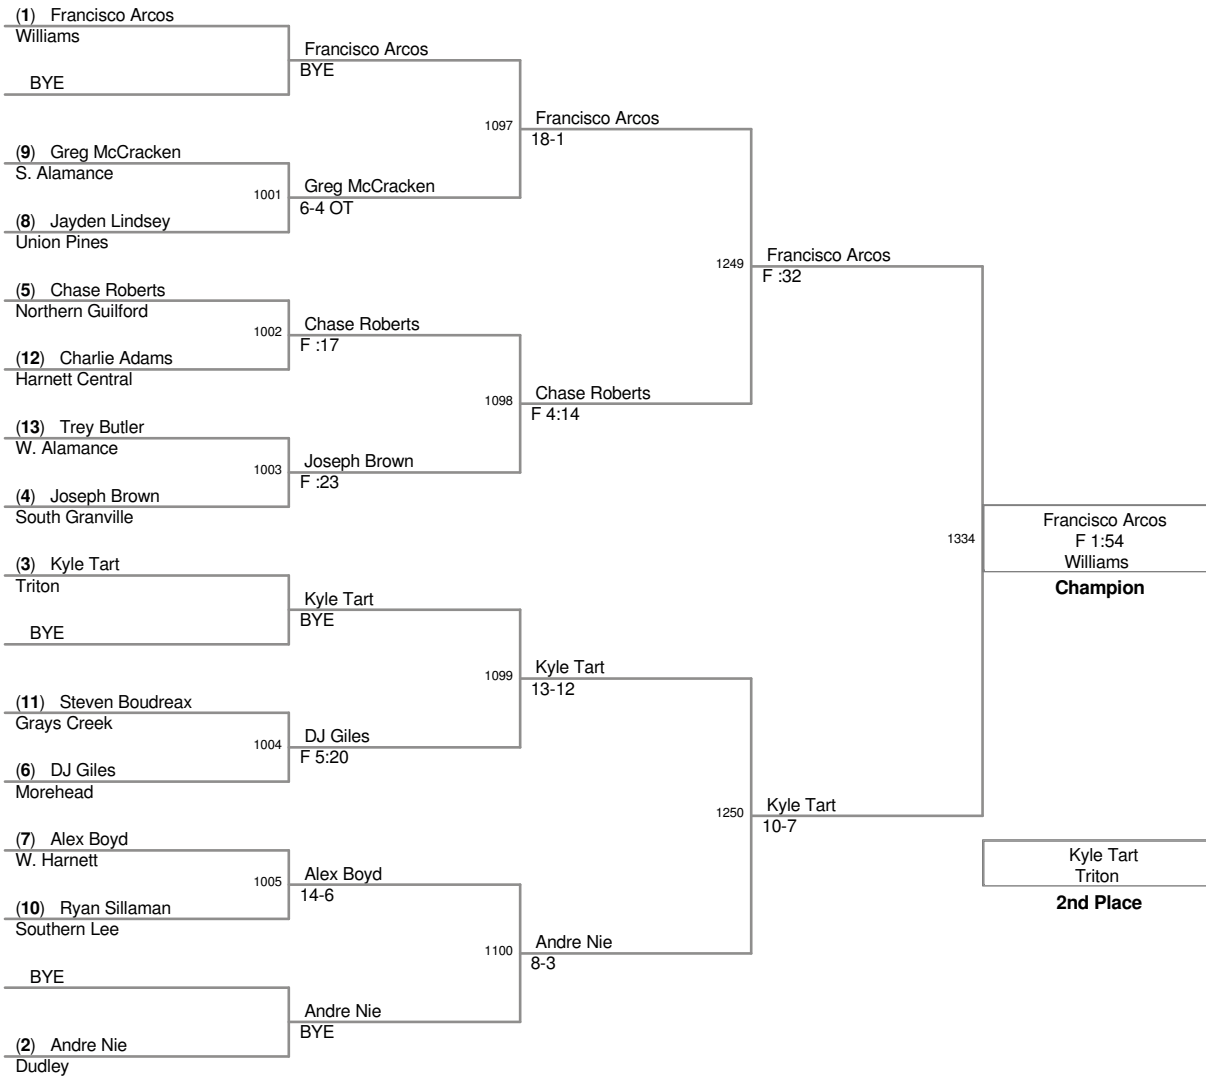 (1) Francisco Arcos
Williams
BYE
(9) Greg McCracken
S. Alamance
(8) Jayden Lindsey
Union Pines
(5) Chase Roberts
Northern Guilford
(12) Charlie Adams
Harnett Central
(13) Trey Butler
W. Alamance
(4) Joseph Brown
South Granville
(3) Kyle Tart
Triton
BYE
(11) Steven Boudreax
Grays Creek
(6) DJ Giles
Morehead
(7) Alex Boyd
W. Harnett
(10) Ryan Sillaman
Southern Lee
BYE
(2) Andre Nie
Dudley
Francisco Arcos
BYE
1001
Greg McCracken
6-4 OT
1002
Chase Roberts
F :17
1003
Joseph Brown
F :23
Kyle Tart
BYE
1004
DJ Giles
F 5:20
1005
Alex Boyd
14-6
Andre Nie
BYE
1097
Francisco Arcos
18-1
1098
Chase Roberts
F 4:14
1099
Kyle Tart
13-12
1100
Andre Nie
8-3
1249
Francisco Arcos
F :32
1250
Kyle Tart
10-7
1334
Francisco Arcos
F 1:54
Williams
Champion
Kyle Tart
Triton
2nd Place